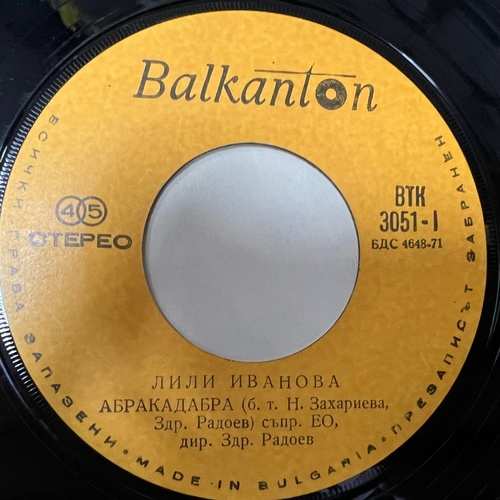 Balkanton
45
СТЕРЕО
ВТК
3051-I
БДС 4648-71
ЛИЛИ ИВАНОВА
АБРАКАДАБРА (б. т. Н. Захариева,
Здр. Радоев) съпр. ЕО,
дир. Здр. Радоев
ВСИЧКИ ПРАВА ЗАПАЗЕНИ • MADE IN BULGARIA • ПРЕЗАПИСЪТ ЗАБРАНЕН